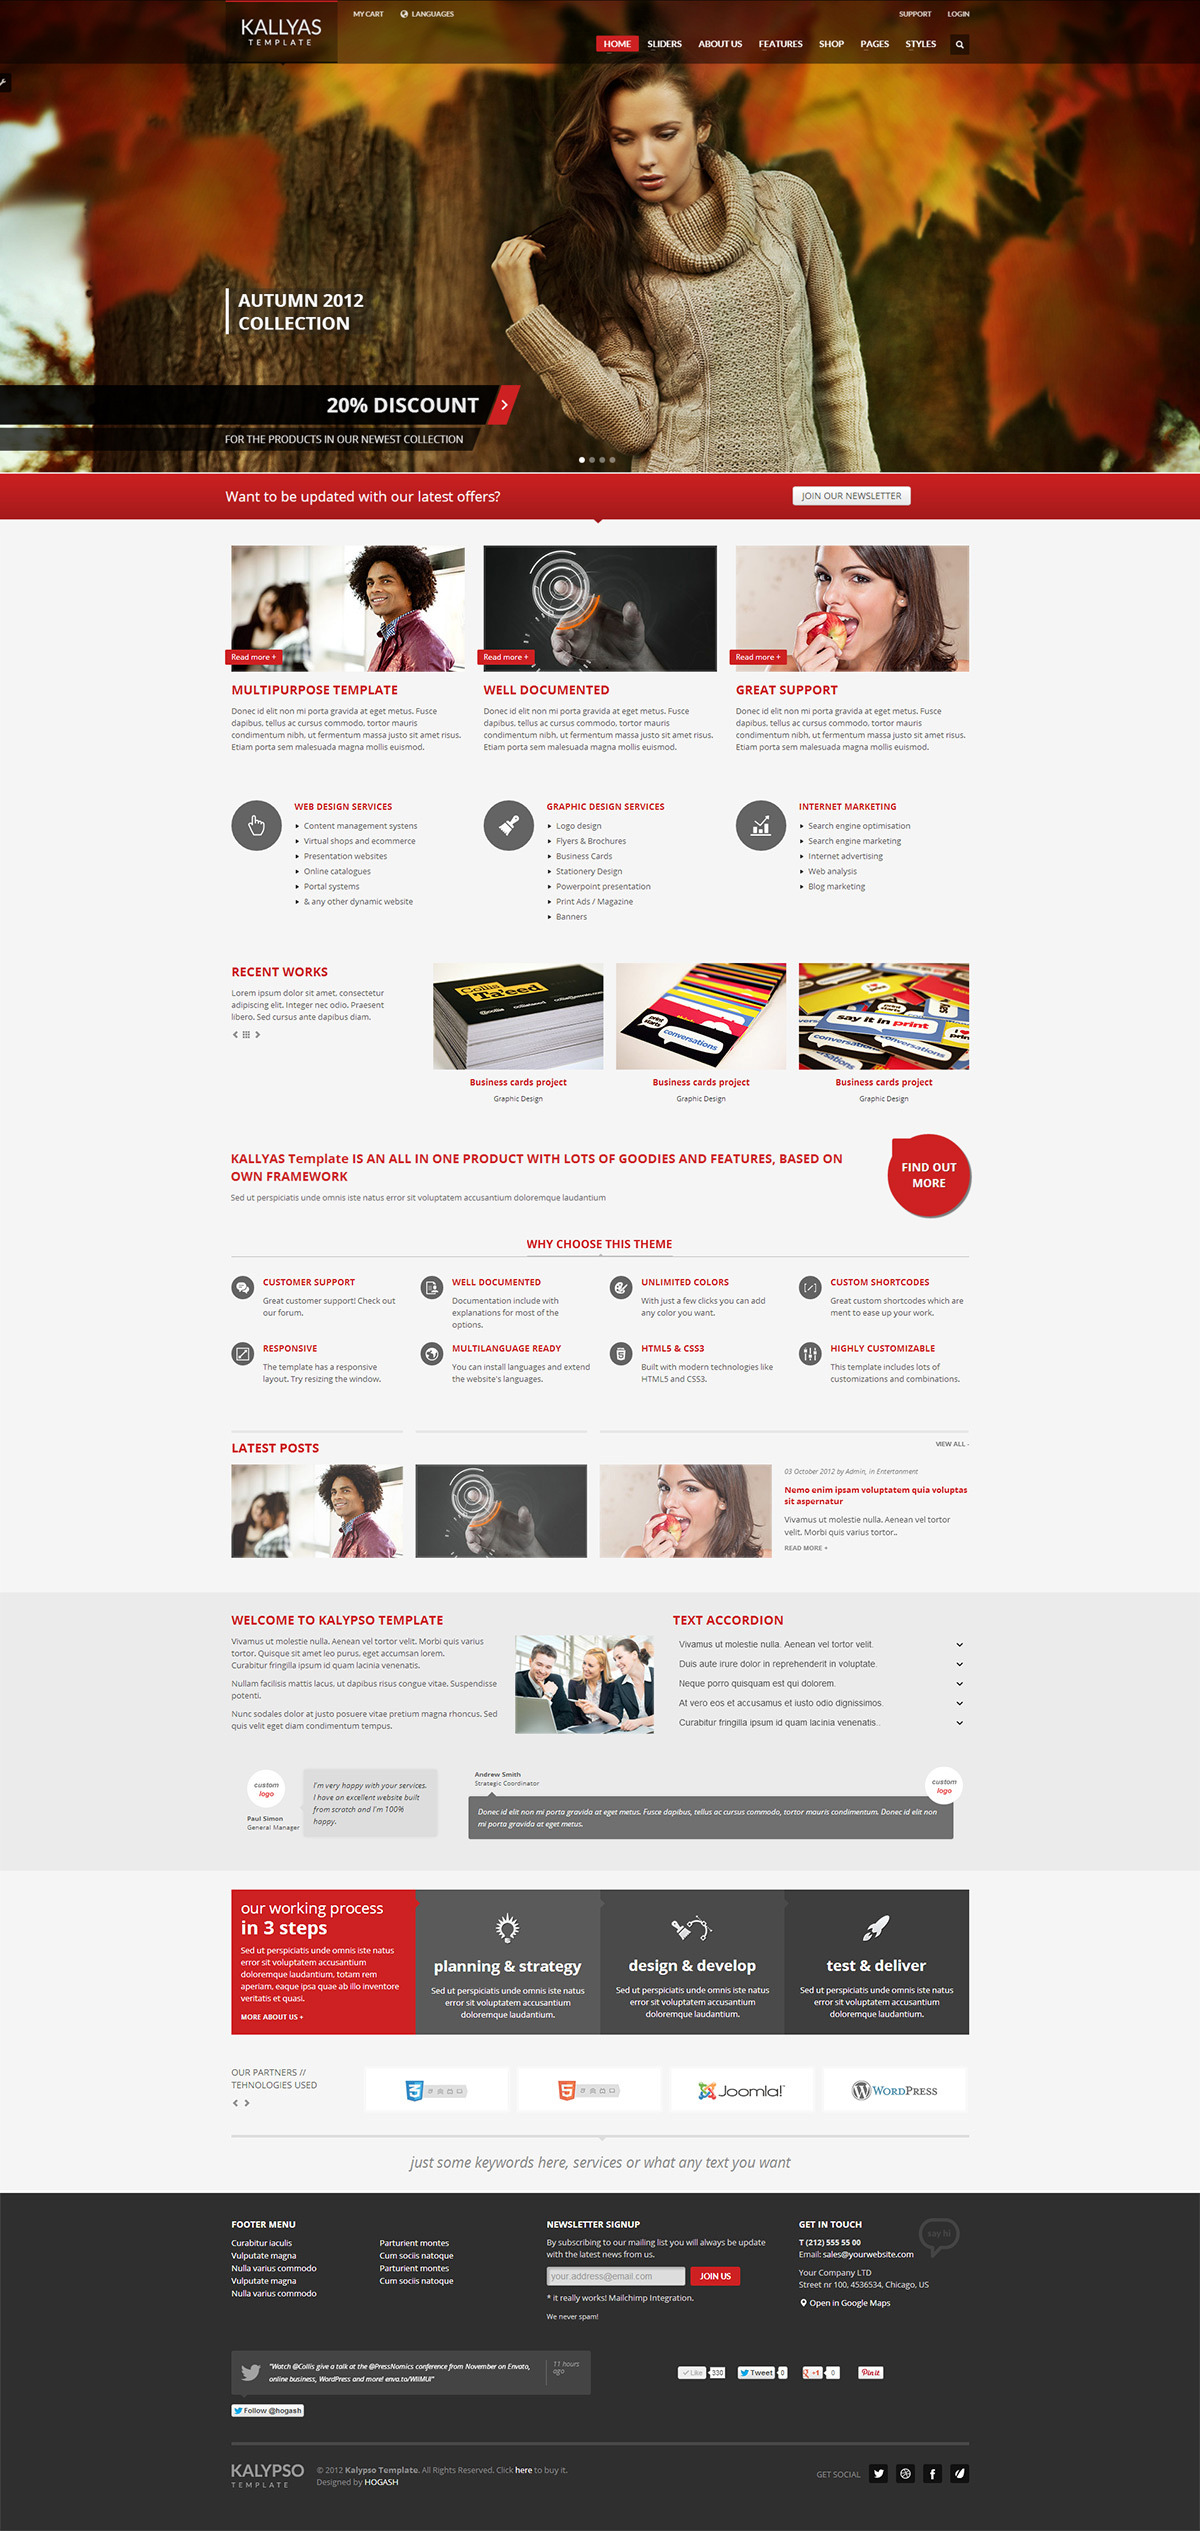 KALLYAS
TEMPLATE
MY CART
LANGUAGES
SUPPORT
LOGIN
HOME
SLIDERS
ABOUT US
FEATURES
SHOP
PAGES
STYLES
AUTUMN 2012
COLLECTION
20% DISCOUNT
FOR THE PRODUCTS IN OUR NEWEST COLLECTION
Want to be updated with our latest offers?
JOIN OUR NEWSLETTER
Read more +
MULTIPURPOSE TEMPLATE
Donec id elit non mi porta gravida at eget metus. Fusce
dapibus, tellus ac cursus commodo, tortor mauris
condimentum nibh, ut fermentum massa justo sit amet risus.
Etiam porta sem malesuada magna mollis euismod.
Read more +
WELL DOCUMENTED
Donec id elit non mi porta gravida at eget metus. Fusce
dapibus, tellus ac cursus commodo, tortor mauris
condimentum nibh, ut fermentum massa justo sit amet risus.
Etiam porta sem malesuada magna mollis euismod.
Read more +
GREAT SUPPORT
Donec id elit non mi porta gravida at eget metus. Fusce
dapibus, tellus ac cursus commodo, tortor mauris
condimentum nibh, ut fermentum massa justo sit amet risus.
Etiam porta sem malesuada magna mollis euismod.
WEB DESIGN SERVICES
Content management systens
Virtual shops and ecommerce
Presentation websites
Online catalogues
Portal systems
& any other dynamic website
GRAPHIC DESIGN SERVICES
Logo design
Flyers & Brochures
Business Cards
Stationery Design
Powerpoint presentation
Print Ads / Magazine
Banners
INTERNET MARKETING
Search engine optimisation
Search engine marketing
Internet advertising
Web analysis
Blog marketing
RECENT WORKS
Lorem ipsum dolor sit amet, consectetur
adipiscing elit. Integer nec odio. Praesent
libero. Sed cursus ante dapibus diam.
Collis
Ta'eed
Business cards project
Graphic Design
print
starts
conversations
Business cards project
Graphic Design
say it in print
conversations
Business cards project
Graphic Design
KALLYAS Template IS AN ALL IN ONE PRODUCT WITH LOTS OF GOODIES AND FEATURES, BASED ON
OWN FRAMEWORK
Sed ut perspiciatis unde omnis iste natus error sit voluptatem accusantium doloremque laudantium
FIND OUT
MORE
WHY CHOOSE THIS THEME
CUSTOMER SUPPORT
Great customer support! Check out
our forum.
WELL DOCUMENTED
Documentation include with
explanations for most of the
options.
UNLIMITED COLORS
With just a few clicks you can add
any color you want.
CUSTOM SHORTCODES
Great custom shortcodes which are
ment to ease up your work.
RESPONSIVE
The template has a responsive
layout. Try resizing the window.
MULTILANGUAGE READY
You can install languages and extend
the website's languages.
HTML5 & CSS3
Built with modern technologies like
HTML5 and CSS3.
HIGHLY CUSTOMIZABLE
This template includes lots of
customizations and combinations.
LATEST POSTS
VIEW ALL -
03 October 2012 by Admin, in Entertanment
Nemo enim ipsam voluptatem quia voluptas
sit aspernatur
Vivamus ut molestie nulla. Aenean vel tortor
velit. Morbi quis varius tortor..
READ MORE +
WELCOME TO KALYPSO TEMPLATE
Vivamus ut molestie nulla. Aenean vel tortor velit. Morbi quis varius
tortor. Quisque sit amet leo purus, eget accumsan lorem.
Curabitur fringilla ipsum id quam lacinia venenatis.
Nullam facilisis mattis lacus, ut dapibus risus congue vitae. Suspendisse
potenti.
Nunc sodales dolor at justo posuere vitae pretium magna rhoncus. Sed
quis velit eget diam condimentum tempus.
TEXT ACCORDION
Vivamus ut molestie nulla. Aenean vel tortor velit.
Duis aute irure dolor in reprehenderit in voluptate.
Neque porro quisquam est qui dolorem.
At vero eos et accusamus et iusto odio dignissimos.
Curabitur fringilla ipsum id quam lacinia venenatis..
custom
logo
Paul Simon
General Manager
I'm very happy with your services.
I have an excellent website built
from scratch and I'm 100%
happy.
Andrew Smith
Strategic Coordinator
custom
logo
Donec id elit non mi porta gravida at eget metus. Fusce dapibus, tellus ac cursus commodo, tortor mauris condimentum. Donec id elit non
mi porta gravida at eget metus.
our working process
in 3 steps
Sed ut perspiciatis unde omnis iste natus
error sit voluptatem accusantium
doloremque laudantium, totam rem
aperiam, eaque ipsa quae ab illo inventore
veritatis et quasi.
MORE ABOUT US +
planning & strategy
Sed ut perspiciatis unde omnis iste natus
error sit voluptatem accusantium
doloremque laudantium.
design & develop
Sed ut perspiciatis unde omnis iste natus
error sit voluptatem accusantium
doloremque laudantium.
test & deliver
Sed ut perspiciatis unde omnis iste natus
error sit voluptatem accusantium
doloremque laudantium.
OUR PARTNERS //
TEHNOLOGIES USED
Joomla!
WORDPRESS
just some keywords here, services or what any text you want
FOOTER MENU
Curabitur iaculis
Vulputate magna
Nulla varius commodo
Vulputate magna
Nulla varius commodo
Parturient montes
Cum sociis natoque
Parturient montes
Cum sociis natoque
NEWSLETTER SIGNUP
By subscribing to our mailing list you will always be update
with the latest news from us.
your.address@email.com
JOIN US
* it really works! Mailchimp Integration.
We never spam!
GET IN TOUCH
say hi
T (212) 555 55 00
Email: sales@yourwebsite.com
Your Company LTD
Street nr 100, 4536534, Chicago, US
Open in Google Maps
"Watch @Collis give a talk at the @PressNomics conference from November on Envato,
online business, WordPress and more! enva.to/WIIMUI"
11 hours
ago
Follow @hogash
Like 330
Tweet 0
+1 0
Pin it
KALYPSO
TEMPLATE
© 2012 Kalypso Template. All Rights Reserved. Click here to buy it.
Designed by HOGASH
GET SOCIAL